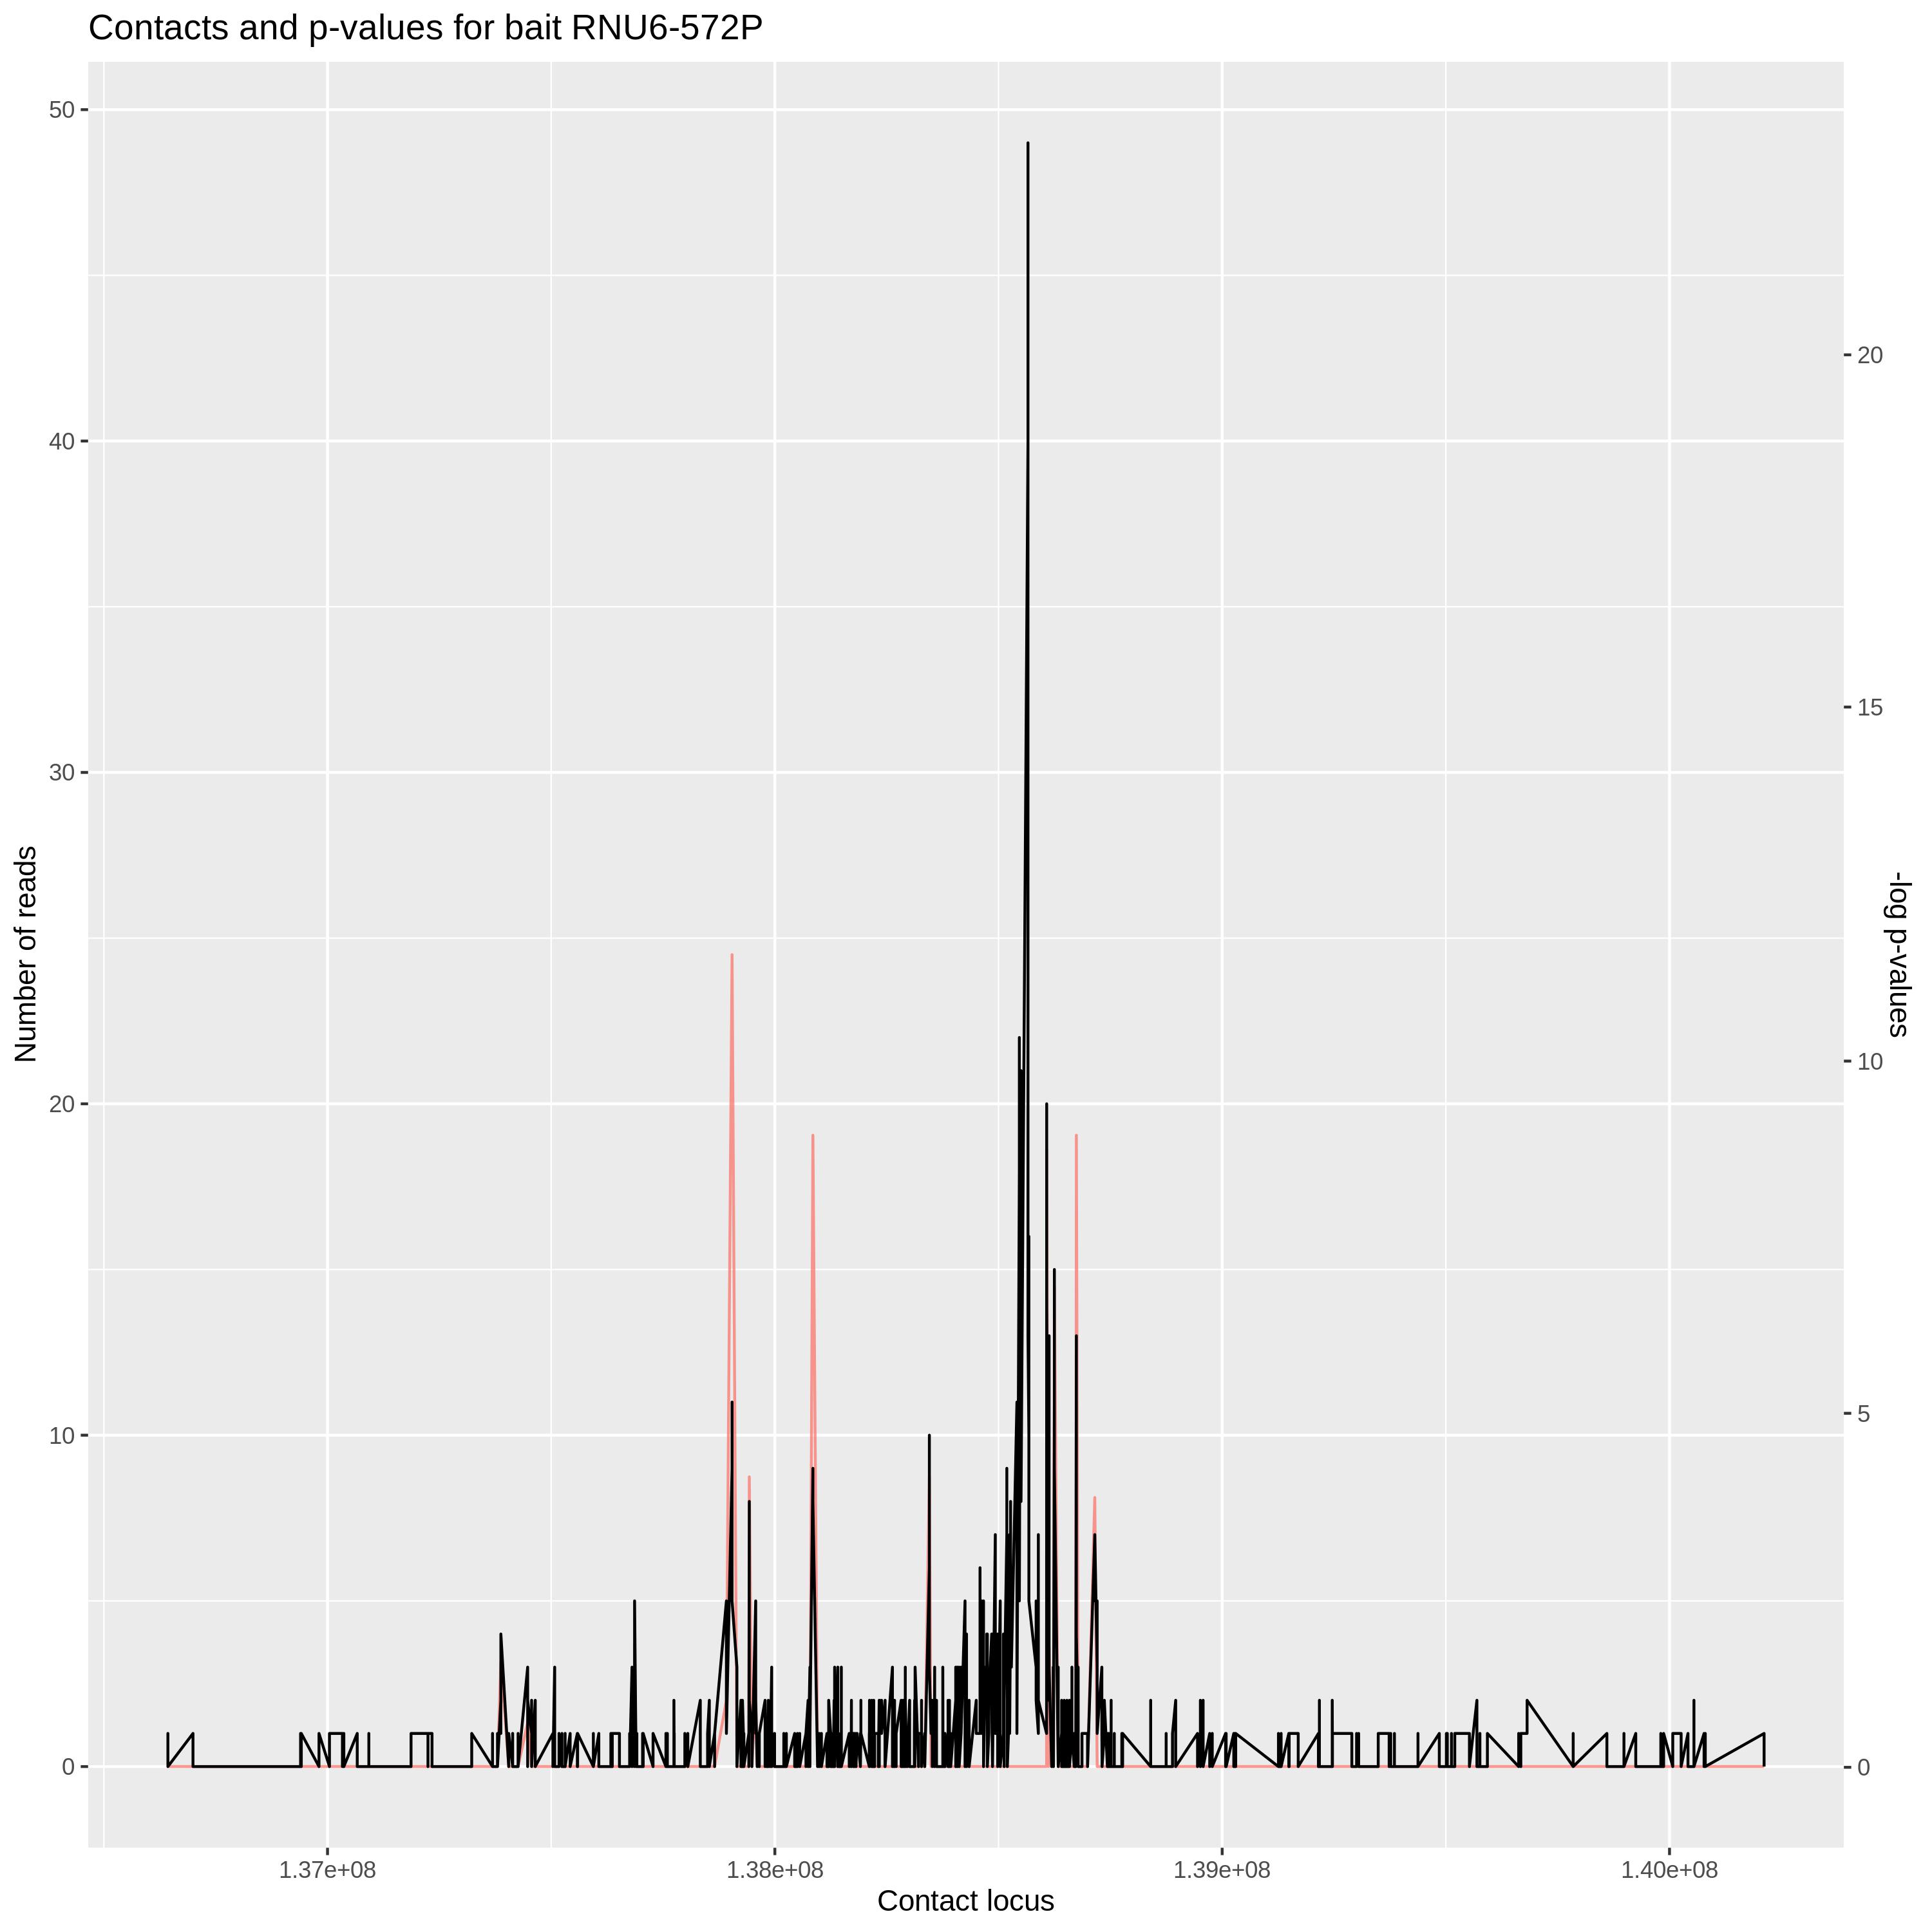 Contacts and p-values for bait RNU6-572P
50
40
30
20
10
0
Number of reads
20
15
10
5
0
-log p-values
1.37e+08
1.38e+08
1.39e+08
1.40e+08
Contact locus